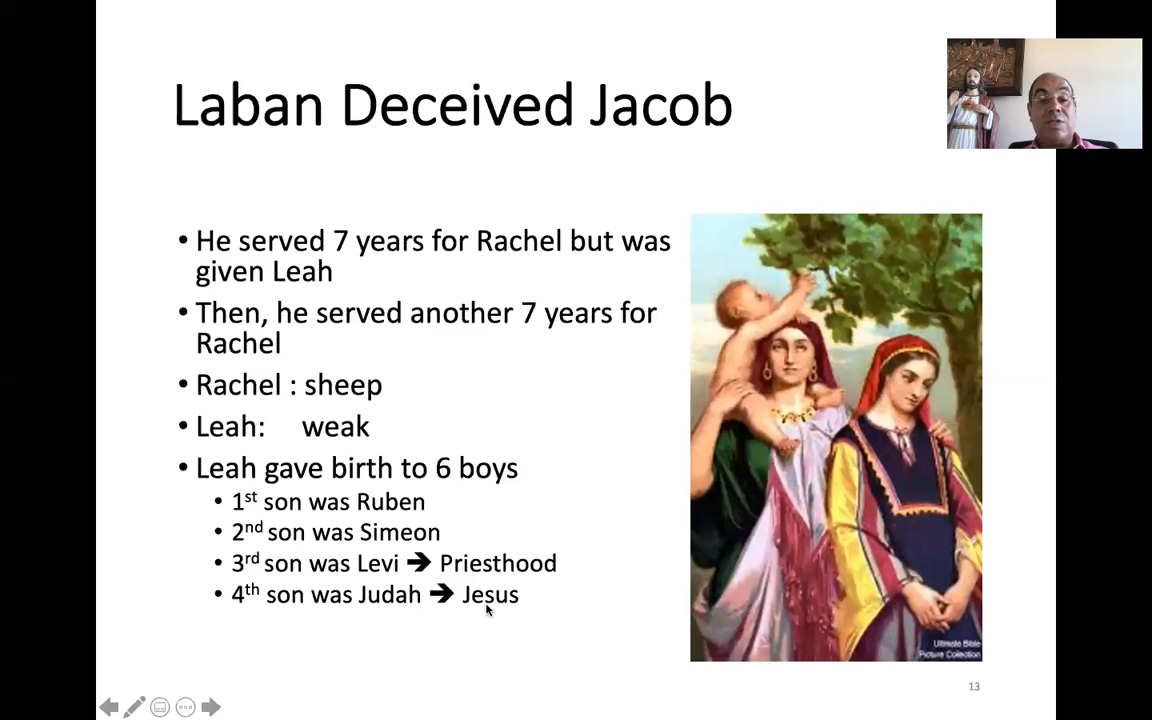 Laban Deceived Jacob
• He served 7 years for Rachel but was
given Leah
• Then, he served another 7 years for
Rachel
• Rachel : sheep
• Leah: weak
• Leah gave birth to 6 boys
• 1st son was Ruben
• 2nd son was Simeon
• 3rd son was Levi ➔ Priesthood
• 4th son was Judah ➔ Jesus
Ultimate Bible
Picture Collection
13